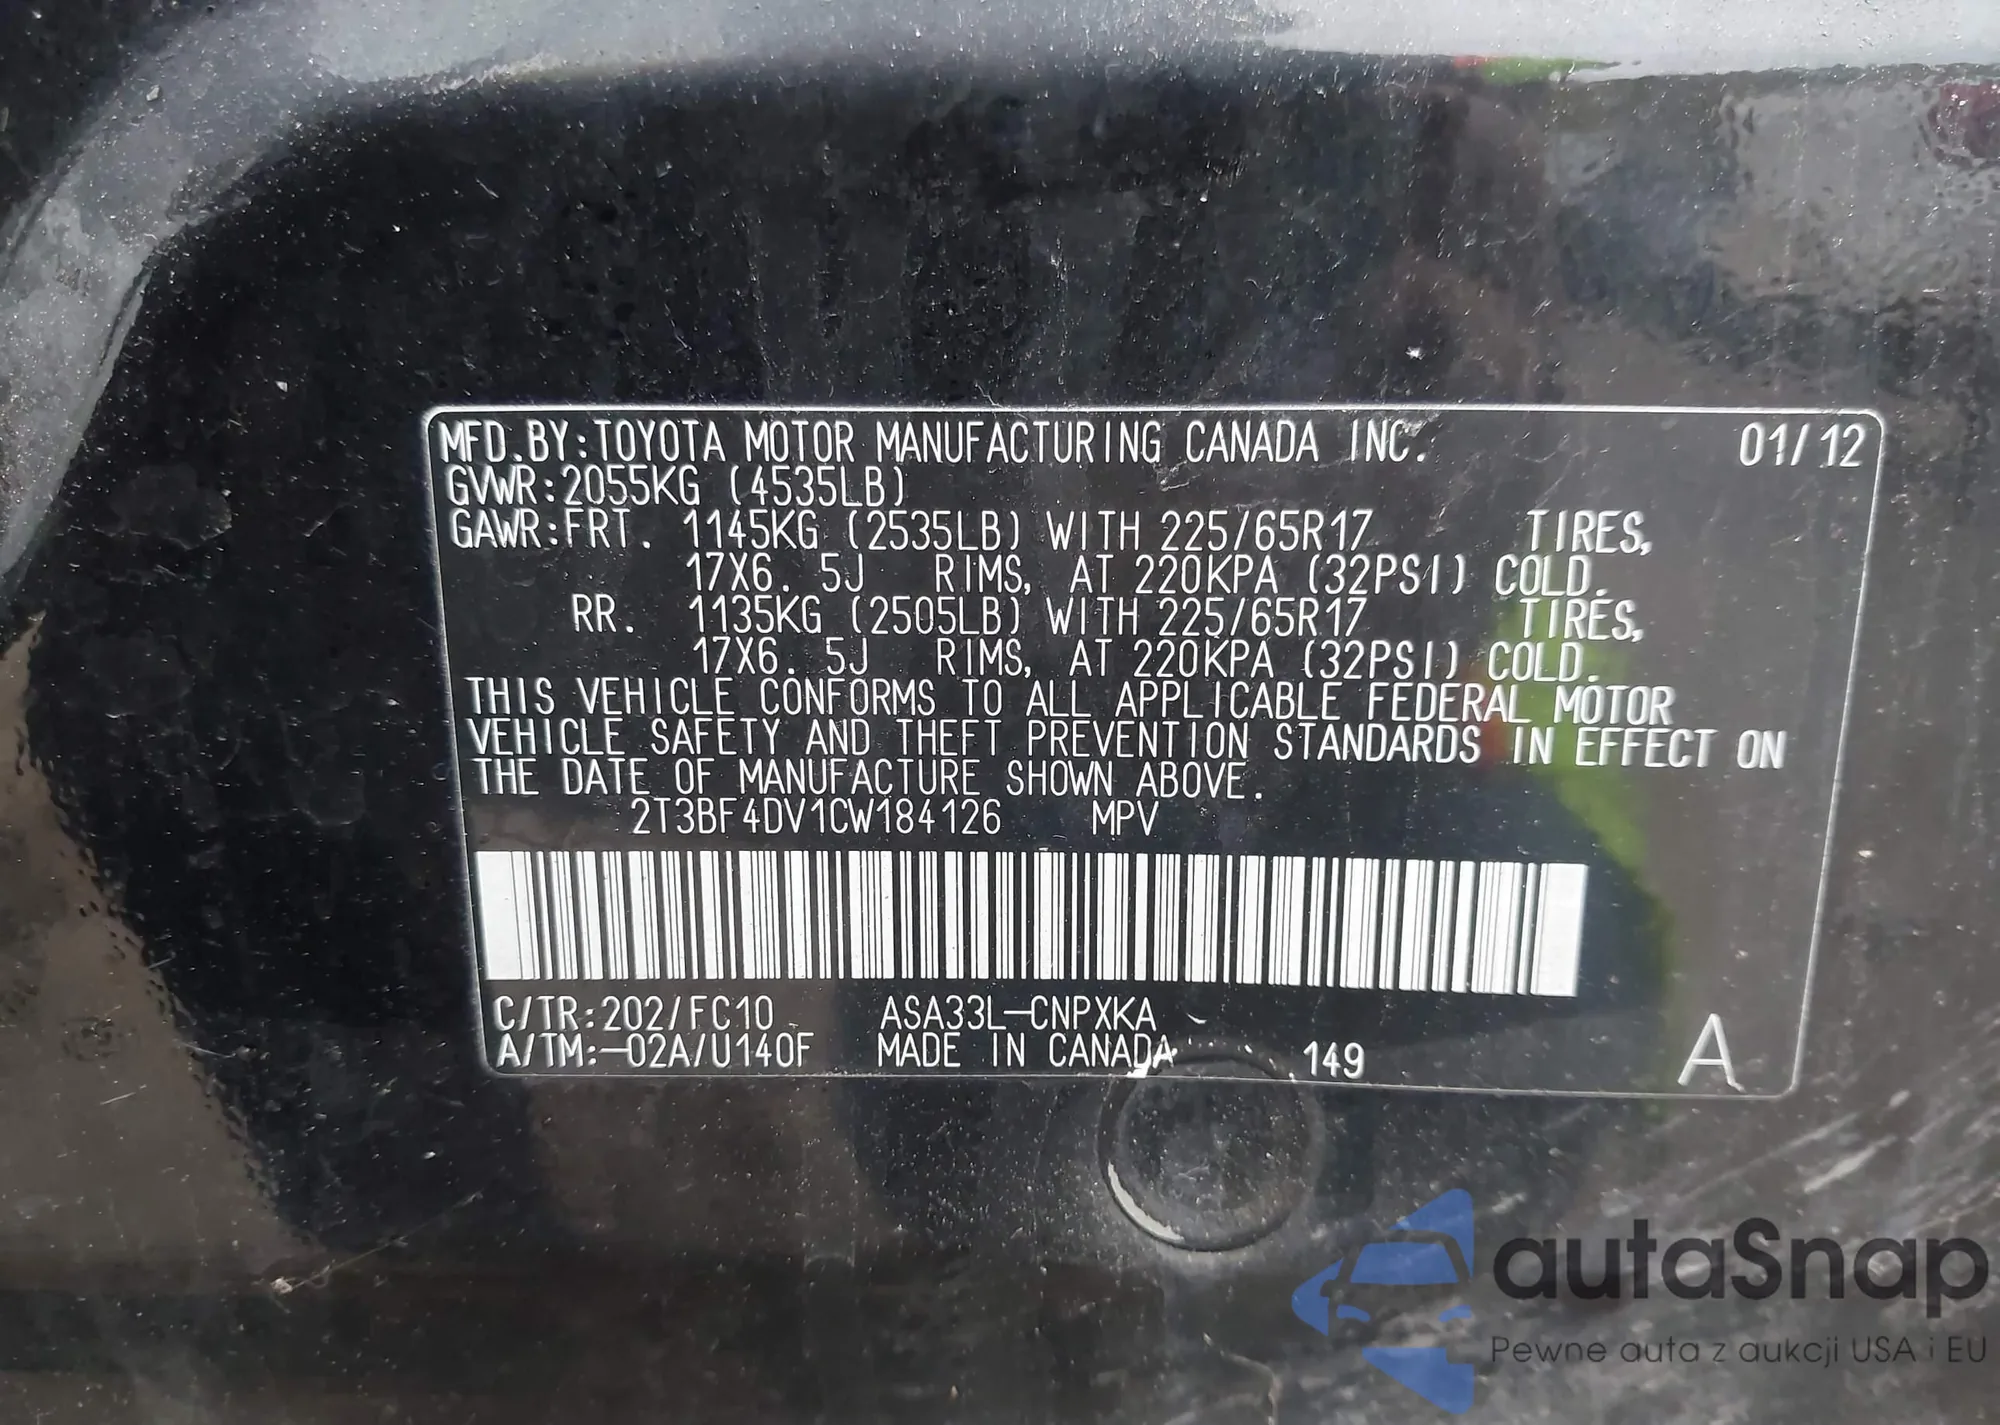 MFD.BY:TOYOTA MOTOR MANUFACTURING CANADA INC. 01/12
GVWR:2055KG (4535LB)
GAWR:FRT. 1145KG (2535LB) WITH 225/65R17 TIRES,
17X6.5J RIMS, AT 220KPA (32PSI) COLD.
RR. 1135KG (2505LB) WITH 225/65R17 TIRES,
17X6.5J RIMS, AT 220KPA (32PSI) COLD.
THIS VEHICLE CONFORMS TO ALL APPLICABLE FEDERAL MOTOR
VEHICLE SAFETY AND THEFT PREVENTION STANDARDS IN EFFECT ON
THE DATE OF MANUFACTURE SHOWN ABOVE.
2T3BF4DV1CW184126 MPV
C/TR:202/FC10 ASA33L-CNPXKA
A/TM:-02A/U140F MADE IN CANADA 149 A
autaSnap
Pewne auta z aukcji USA i EU